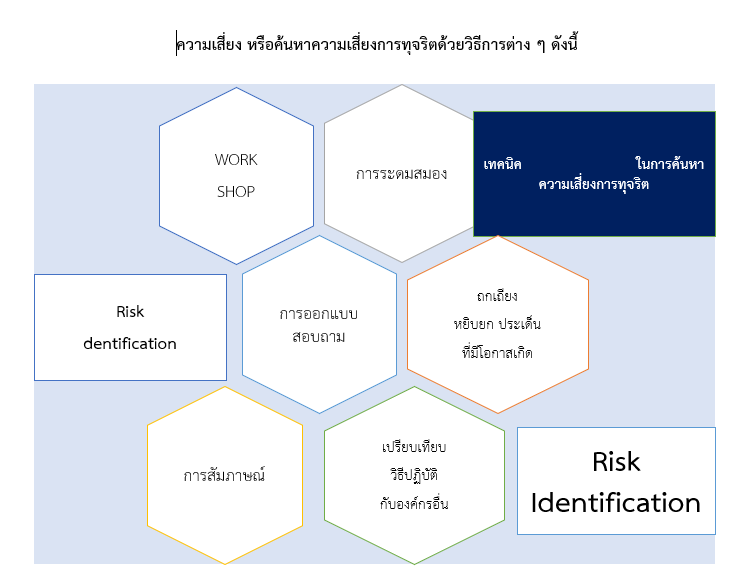 ความเสี่ยง หรือค้นหาความเสี่ยงการทุจริตด้วยวิธีการต่าง ๆ ดังนี้
WORK
SHOP
การระดมสมอง
เทคนิค ในการค้นหา
ความเสี่ยงการทุจริต
Risk
dentification
การออกแบบ
สอบถาม
ถกเถียง
หยิบยก ประเด็น
ที่มีโอกาสเกิด
การสัมภาษณ์
เปรียบเทียบ
วิธีปฏิบัติ
กับองค์กรอื่น
Risk
Identification